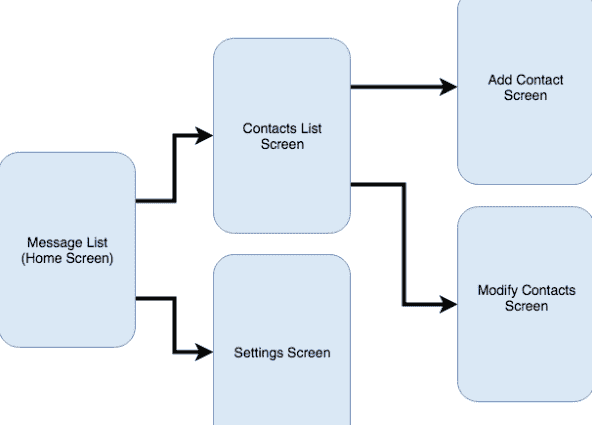 Add Contact
Screen
Contacts List
Screen
Message List
(Home Screen)
Modify Contacts
Screen
Settings Screen